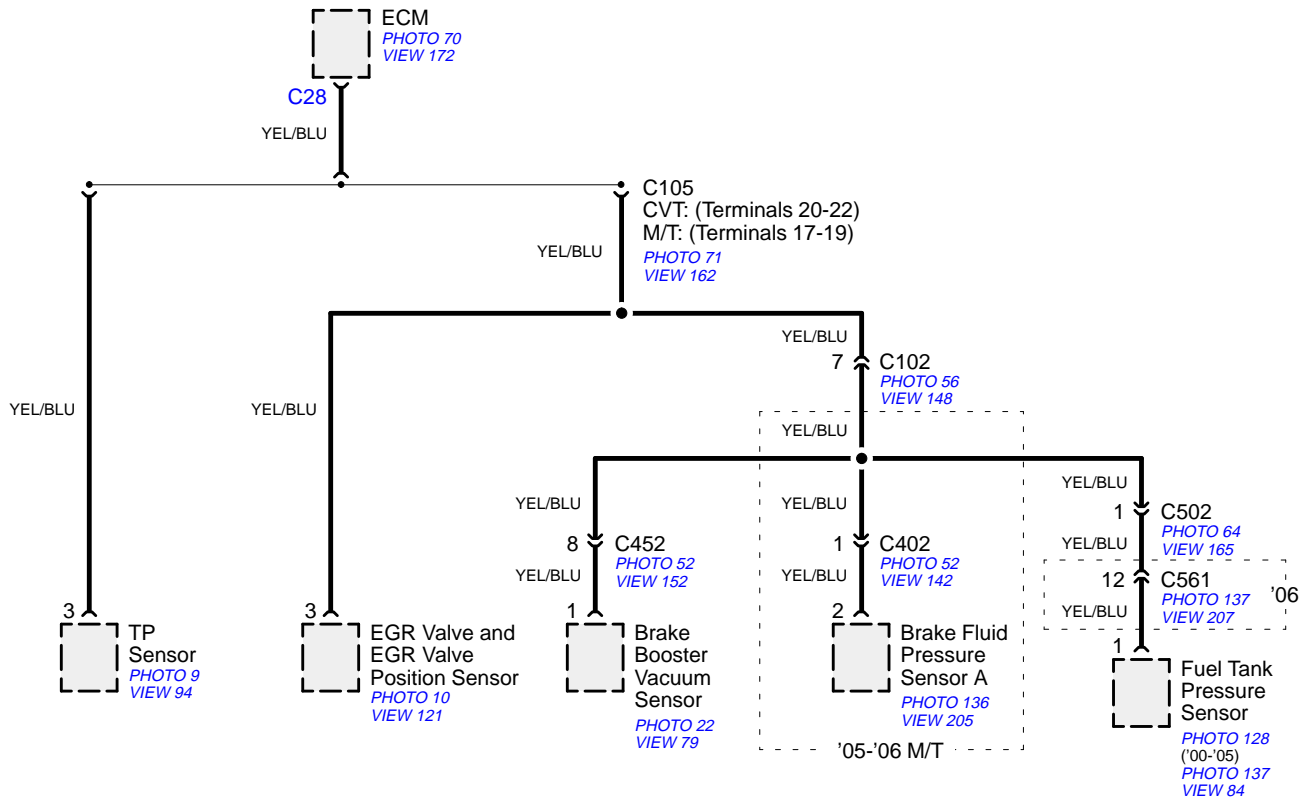 ECM
PHOTO 70
VIEW 172
C28
YEL/BLU
C105
CVT: (Terminals 20-22)
M/T: (Terminals 17-19)
PHOTO 71
VIEW 162
YEL/BLU
YEL/BLU
7
C102
PHOTO 56
VIEW 148
YEL/BLU
YEL/BLU
YEL/BLU
YEL/BLU
YEL/BLU
YEL/BLU
8
C452
PHOTO 52
VIEW 152
1
C402
PHOTO 52
VIEW 142
1
C502
PHOTO 64
VIEW 165
YEL/BLU
YEL/BLU
YEL/BLU
12
C561
PHOTO 137
VIEW 207
'06
YEL/BLU
3
TP
Sensor
PHOTO 9
VIEW 94
3
EGR Valve and
EGR Valve
Position Sensor
PHOTO 10
VIEW 121
1
Brake
Booster
Vacuum
Sensor
PHOTO 22
VIEW 79
2
Brake Fluid
Pressure
Sensor A
PHOTO 136
VIEW 205
'05-'06 M/T
1
Fuel Tank
Pressure
Sensor
PHOTO 128
('00-'05)
PHOTO 137
VIEW 84